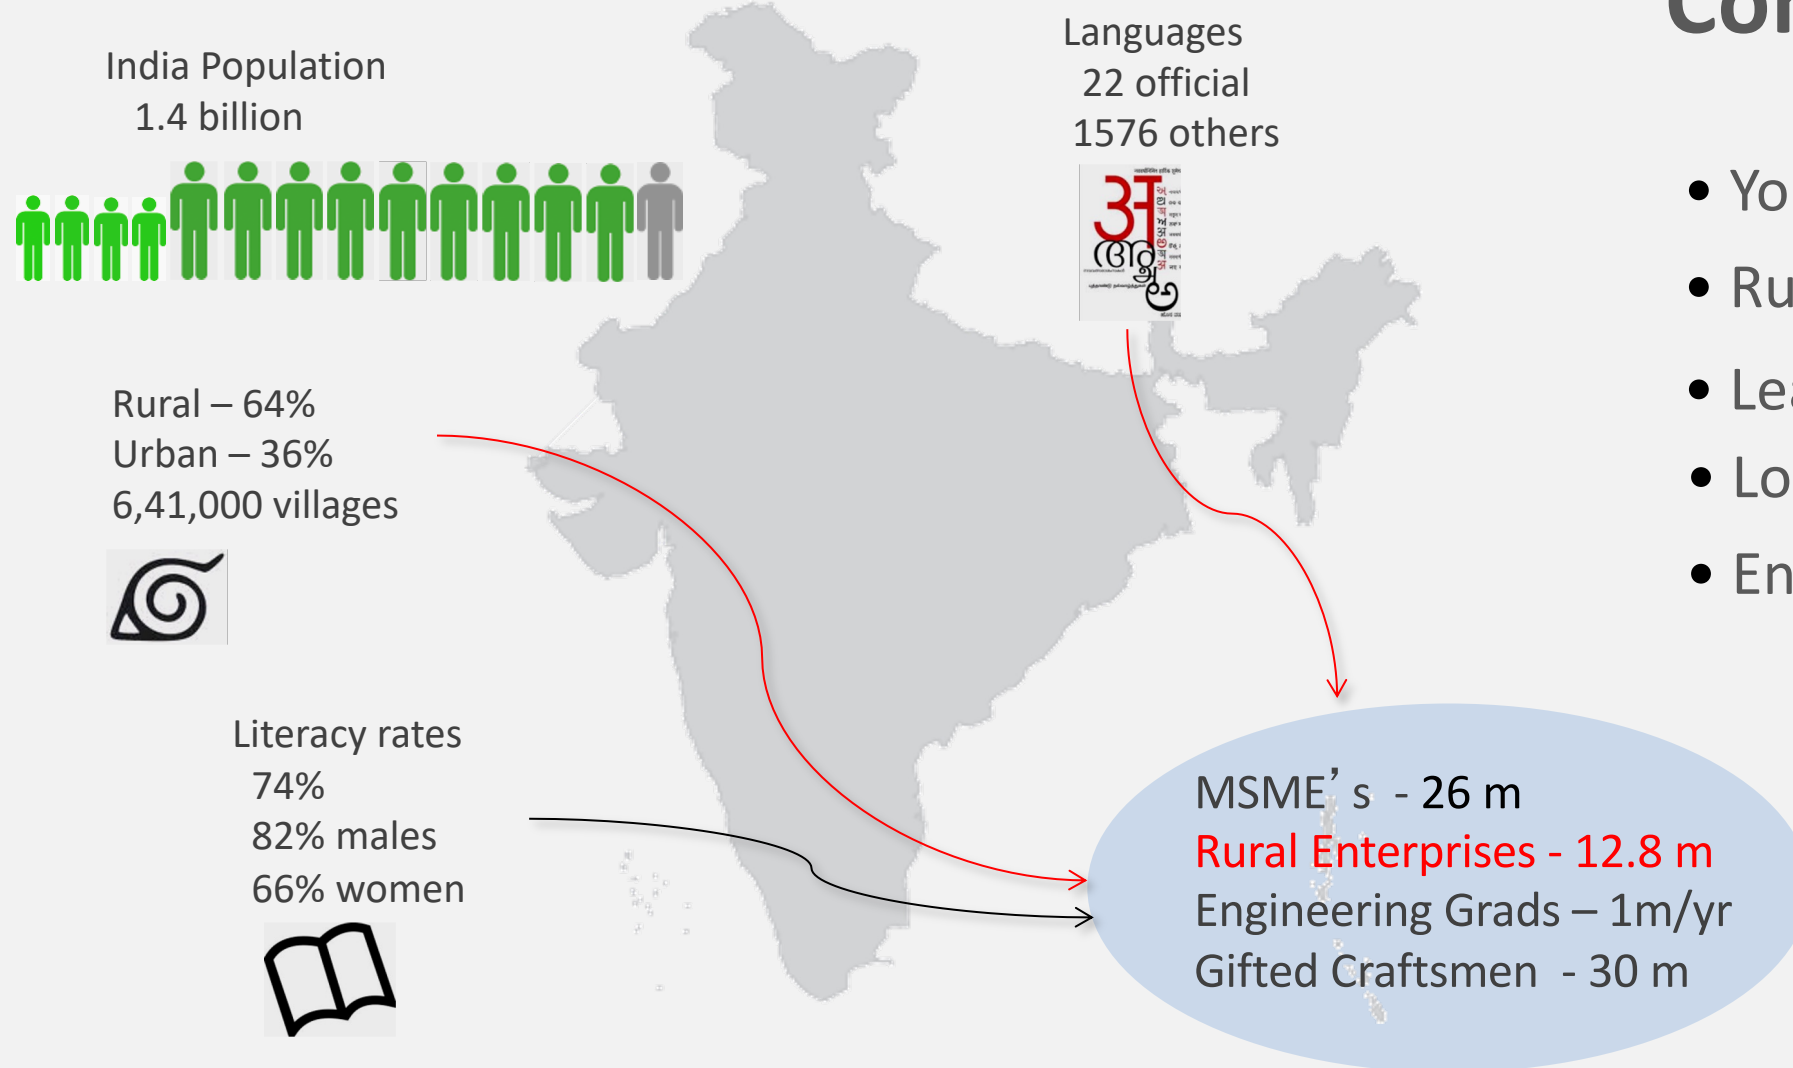 India Population
1.4 billion
Languages
22 official
1576 others
अ
Rural – 64%
Urban – 36%
6,41,000 villages
Literacy rates
74%
82% males
66% women
MSME’s - 26 m
Rural Enterprises - 12.8 m
Engineering Grads – 1m/yr
Gifted Craftsmen - 30 m